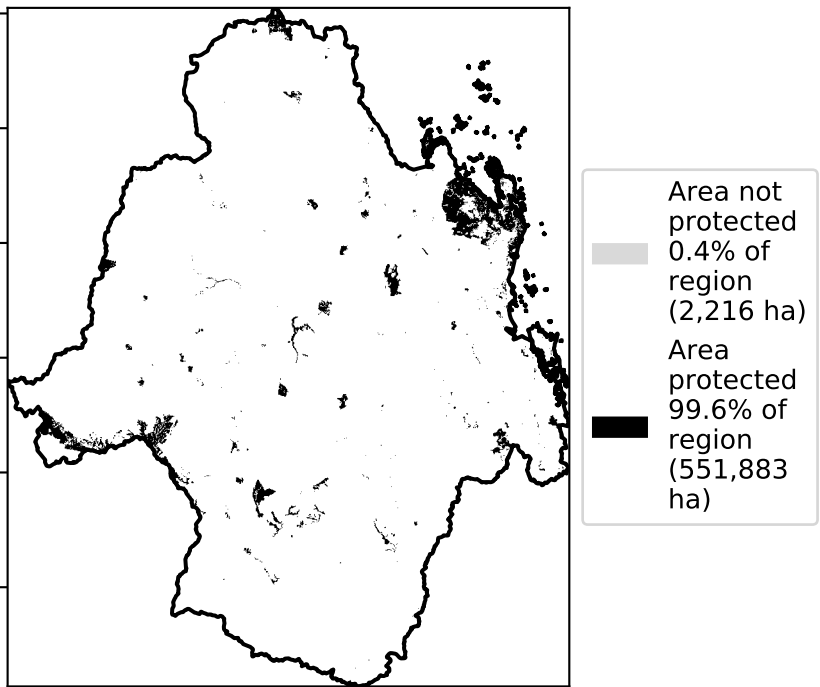 Area not
protected
0.4% of
region
(2,216 ha)
Area
protected
99.6% of
region
(551,883
ha)